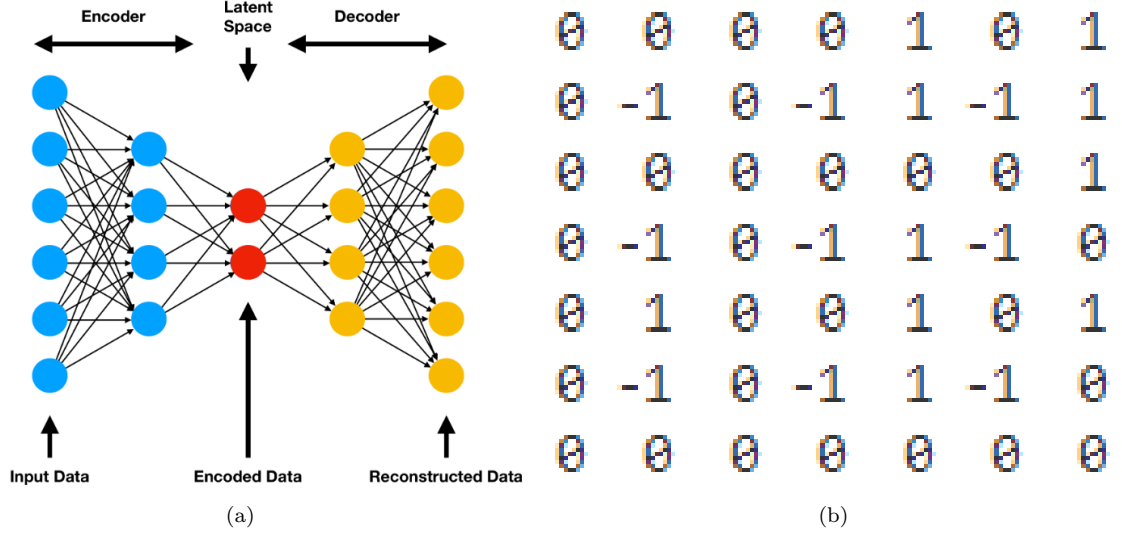 Encoder
Latent
Space
Decoder
Input Data
Encoded Data
Reconstructed Data
(a)
0 0 0 0 1 0 1
0 -1 0 -1 1 -1 1
0 0 0 0 0 0 1
0 -1 0 -1 1 -1 0
0 1 0 0 1 0 1
0 -1 0 -1 1 -1 0
0 0 0 0 0 0 0
(b)